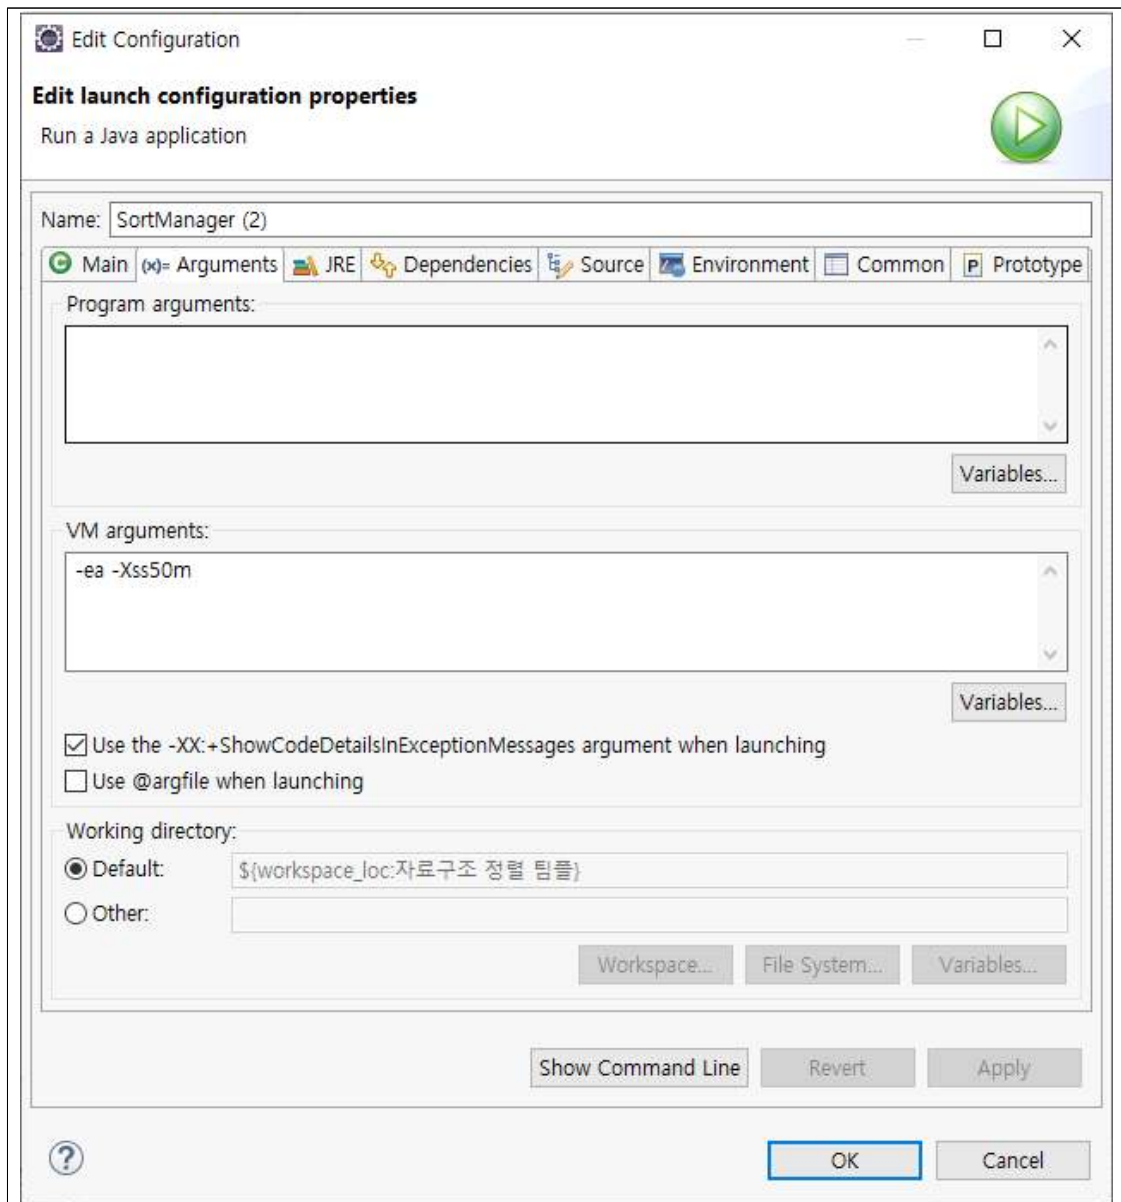 Edit Configuration
Edit launch configuration properties
Run a Java application
Name: SortManager (2)
Main (x)= Arguments JRE Dependencies Source Environment Common P Prototype
Program arguments:
Variables...
VM arguments:
-ea -Xss50m
Variables...
Use the -XX:+ShowCodeDetailsInExceptionMessages argument when launching
Use @argfile when launching
Working directory:
Default: ${workspace_loc:자료구조 정렬 팀플}
Other:
Workspace... File System... Variables...
Show Command Line Revert Apply
OK Cancel